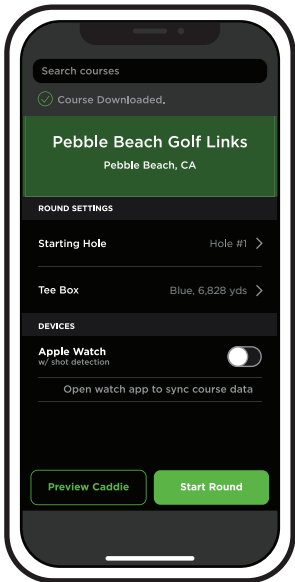 Search courses
Course Downloaded.
Pebble Beach Golf Links
Pebble Beach, CA
ROUND SETTINGS
Starting Hole Hole #1
Tee Box Blue, 6,828 yds
DEVICES
Apple Watch
w/ shot detection
Open watch app to sync course data
Preview Caddie Start Round